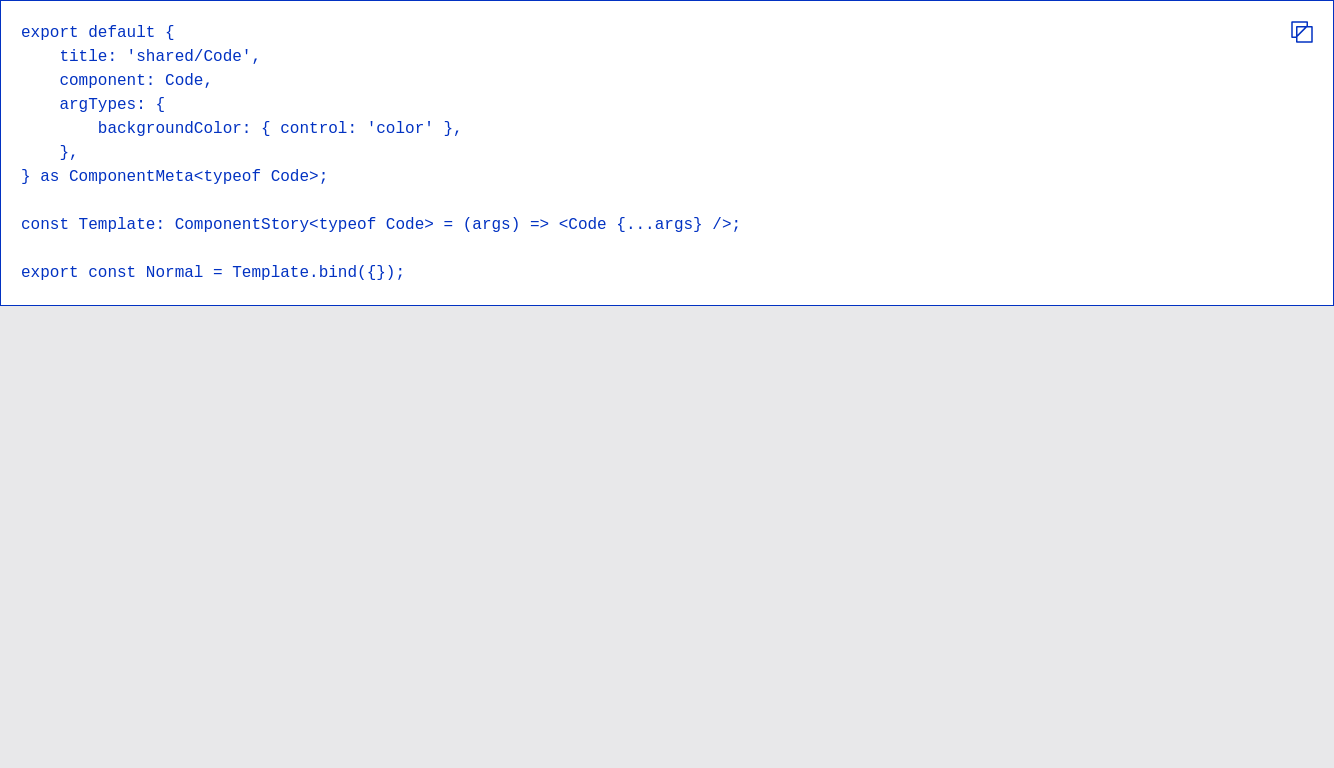 export default {
    title: 'shared/Code',
    component: Code,
    argTypes: {
        backgroundColor: { control: 'color' },
    },
} as ComponentMeta<typeof Code>;

const Template: ComponentStory<typeof Code> = (args) => <Code {...args} />;

export const Normal = Template.bind({});